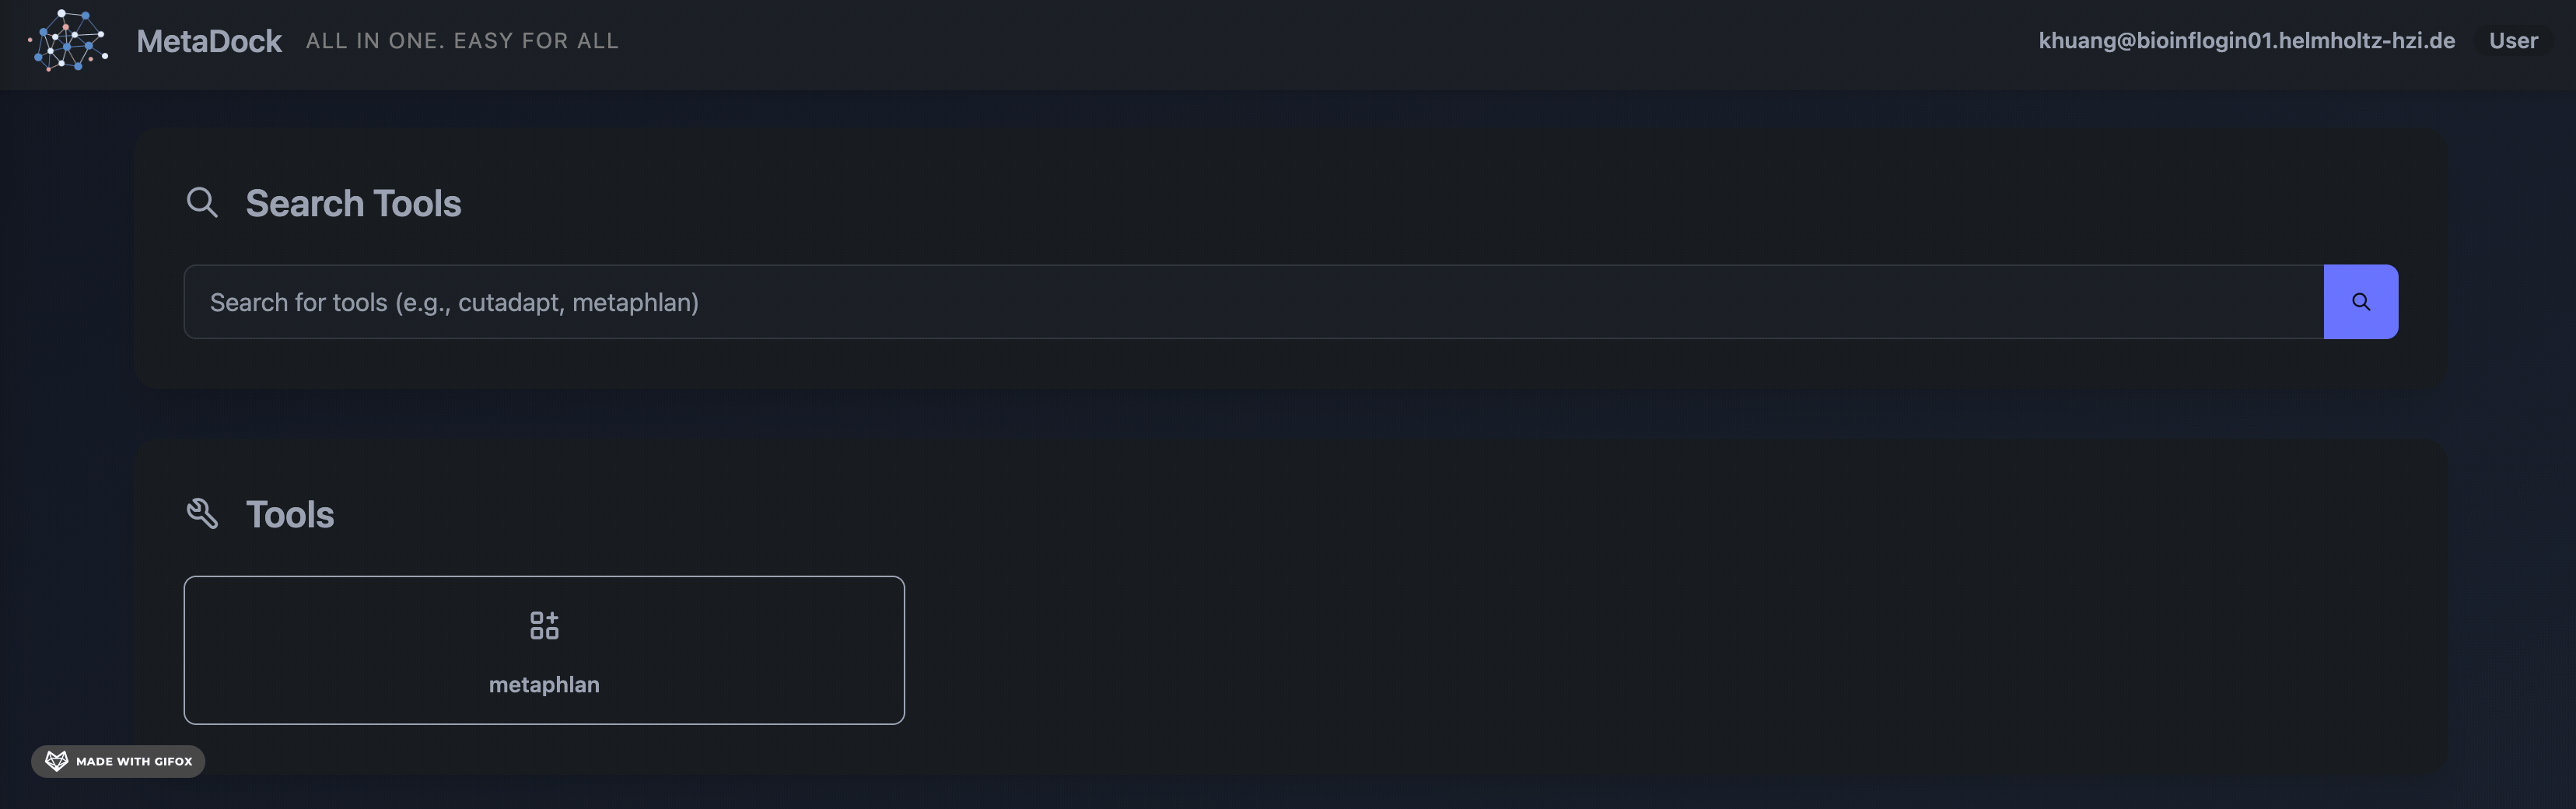 MetaDock ALL IN ONE. EASY FOR ALL khuang@bioinflogin01.helmholtz-hzi.de User
Search Tools
Search for tools (e.g., cutadapt, metaphlan)
Tools
metaphlan
MADE WITH GIFOX